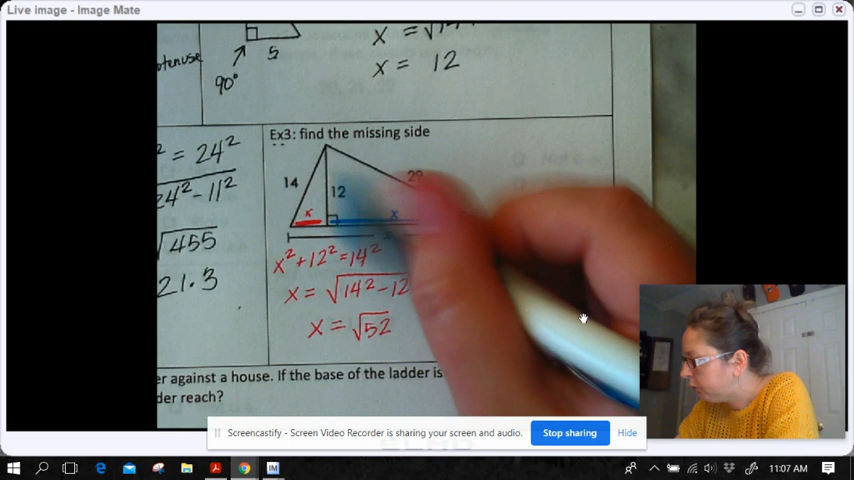 Live image - Image Mate
5
90°
x = 12
Ex3: find the missing side
² = 24²
24² - 11²
√455
21.3
14
12
29
x
x
x² + 12² = 14²
x = √14² - 12
x = √52
er against a house. If the base of the ladder is
der reach?
Screencastify - Screen Video Recorder is sharing your screen and audio.
Stop sharing
Hide
11:07 AM